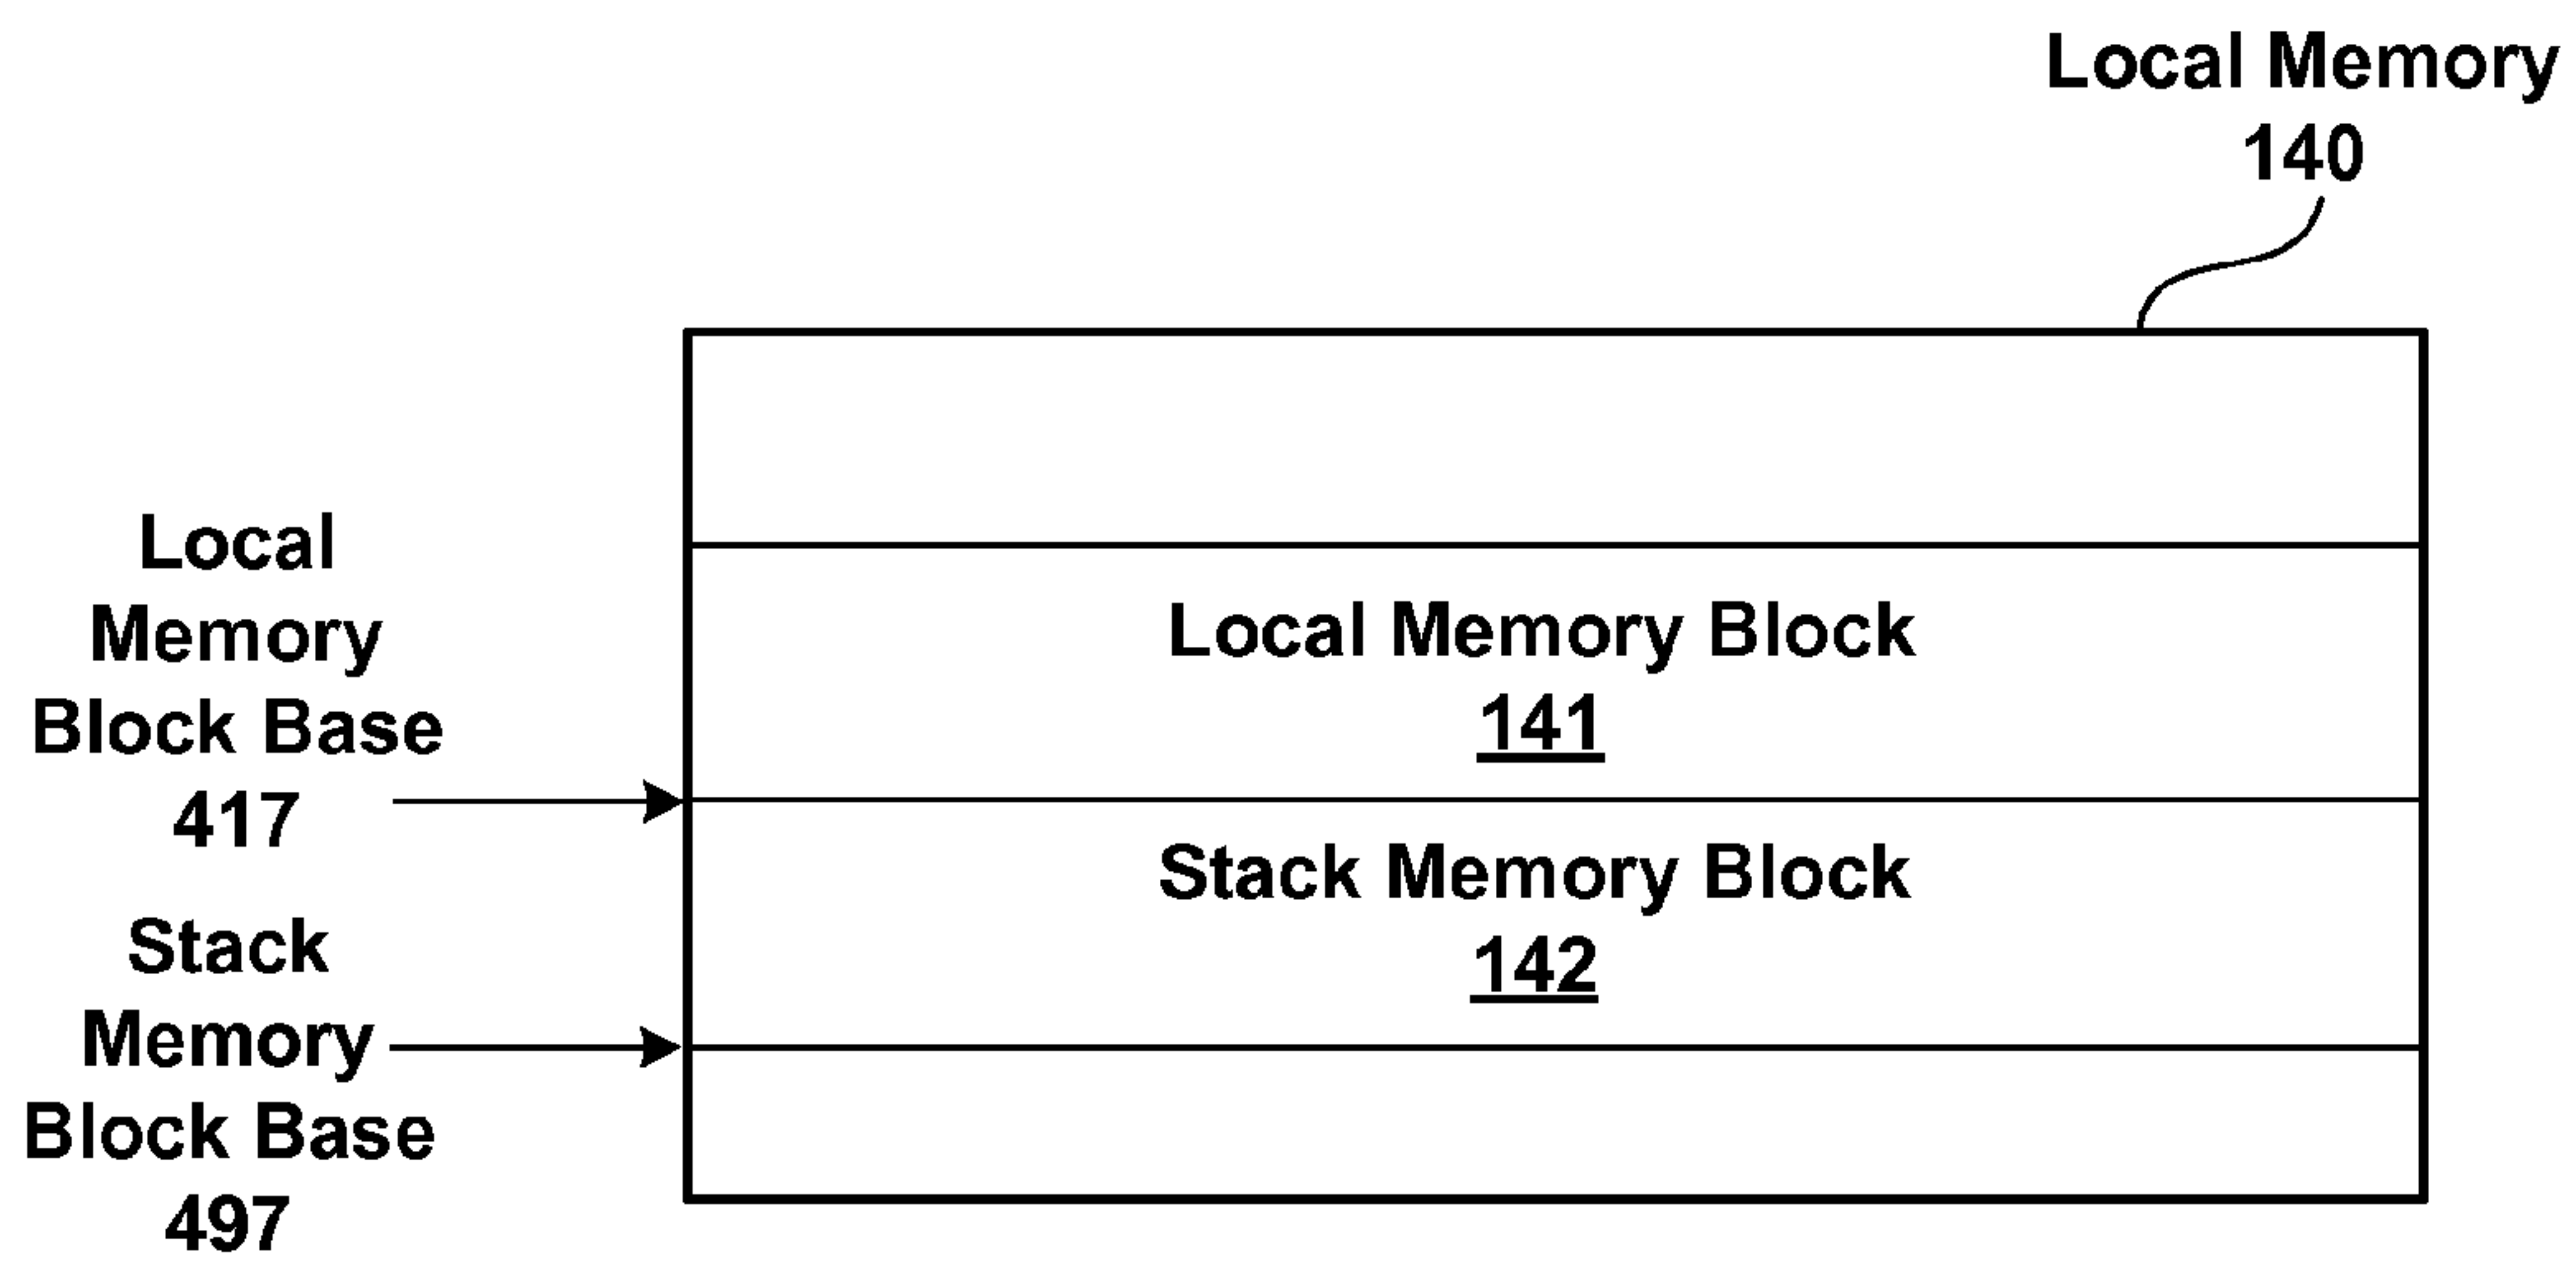 Local Memory
140
Local
Memory
Block Base
417
Local Memory Block
141
Stack Memory Block
142
Stack
Memory
Block Base
497